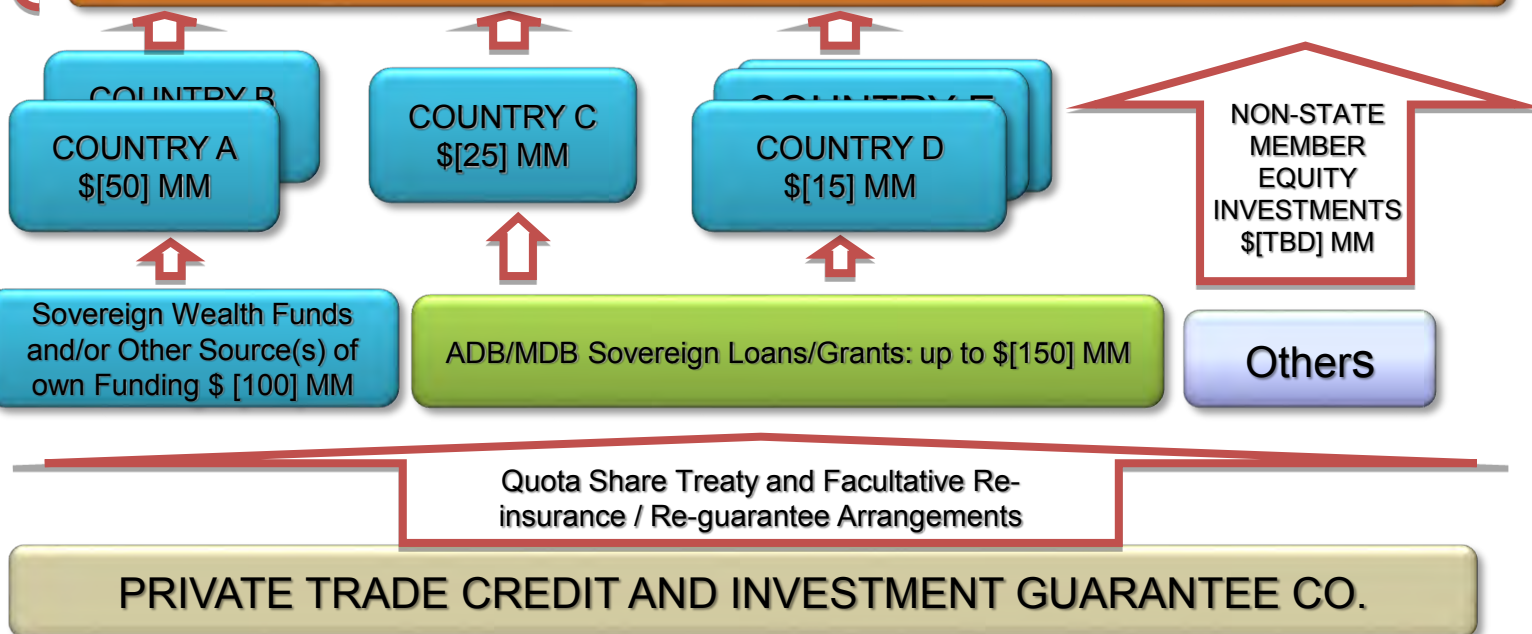 COUNTRY B
COUNTRY A
$[50] MM
COUNTRY C
$[25] MM
COUNTRY E
COUNTRY D
$[15] MM
NON-STATE
MEMBER
EQUITY
INVESTMENTS
$[TBD] MM
Sovereign Wealth Funds
and/or Other Source(s) of
own Funding $ [100] MM
ADB/MDB Sovereign Loans/Grants: up to $[150] MM
Others
Quota Share Treaty and Facultative Re-
insurance / Re-guarantee Arrangements
PRIVATE TRADE CREDIT AND INVESTMENT GUARANTEE CO.